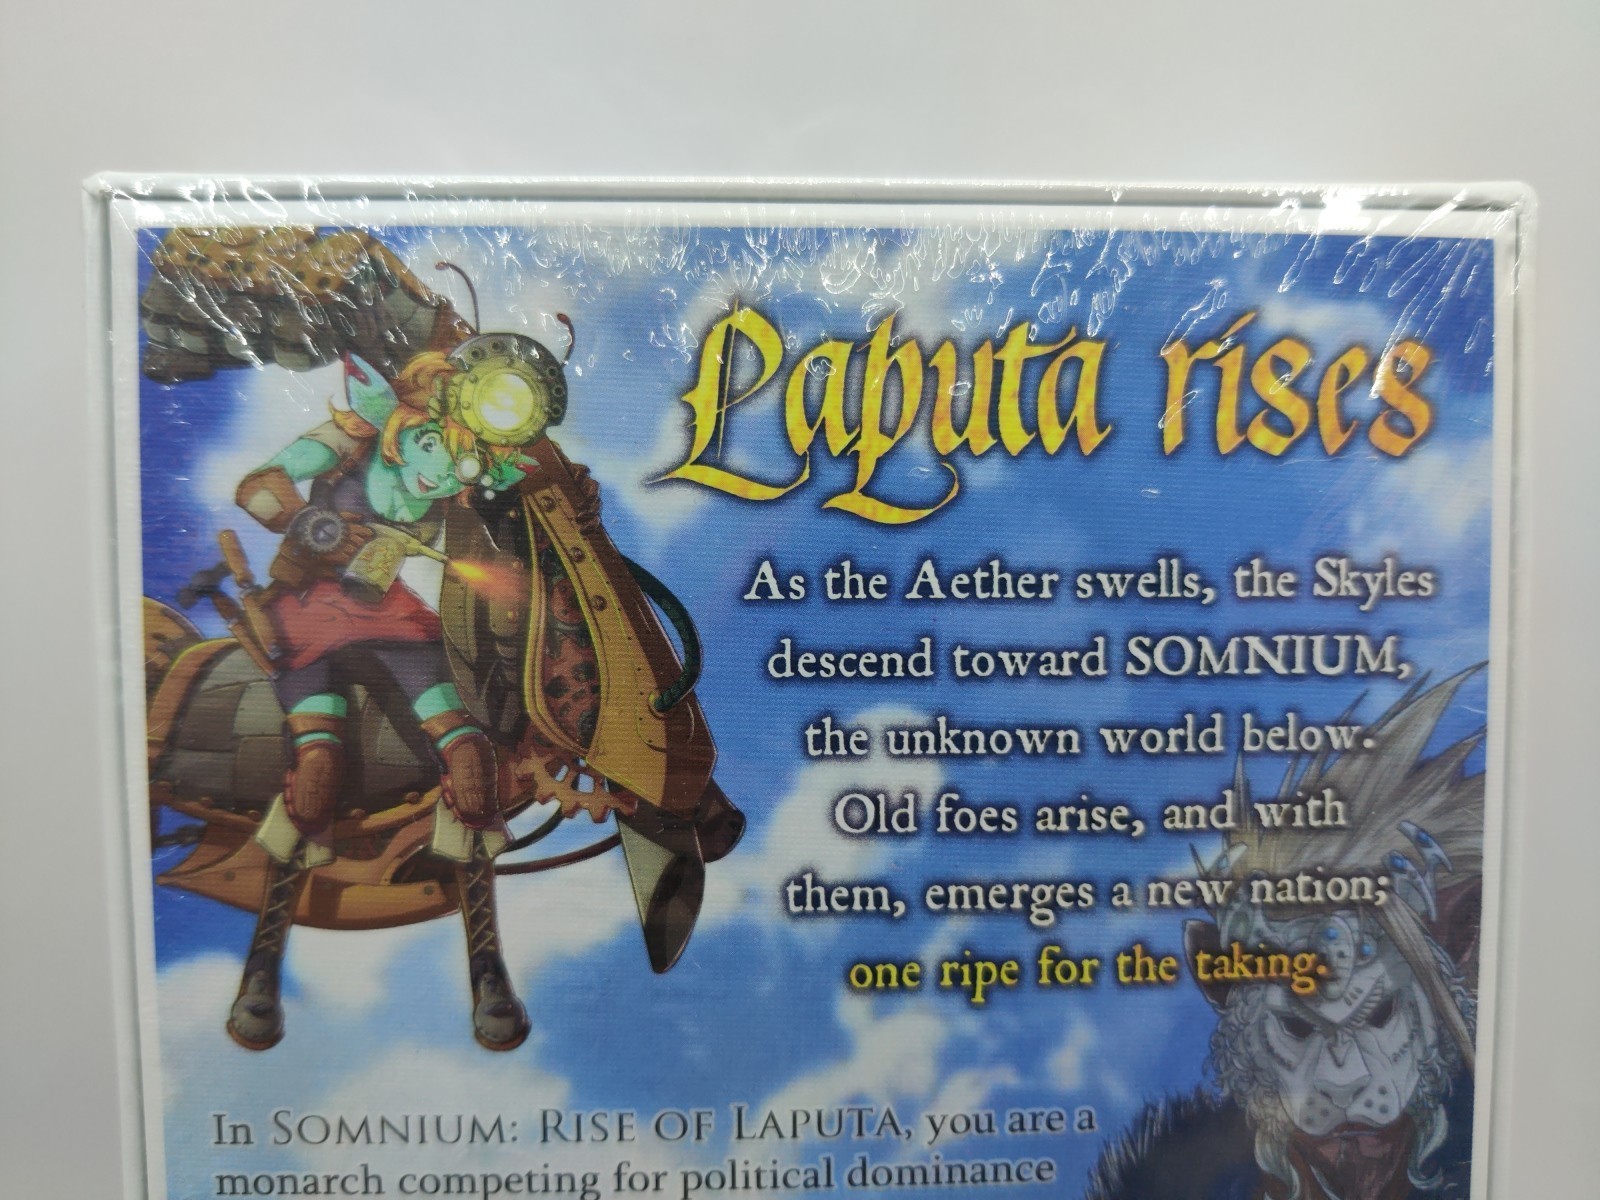 Laputa rises
As the Aether swells, the Skyles
descend toward SOMNIUM,
the unknown world below.
Old foes arise, and with
them, emerges a new nation;
one ripe for the taking.
In SOMNIUM: RISE OF LAPUTA, you are a
monarch competing for political dominance